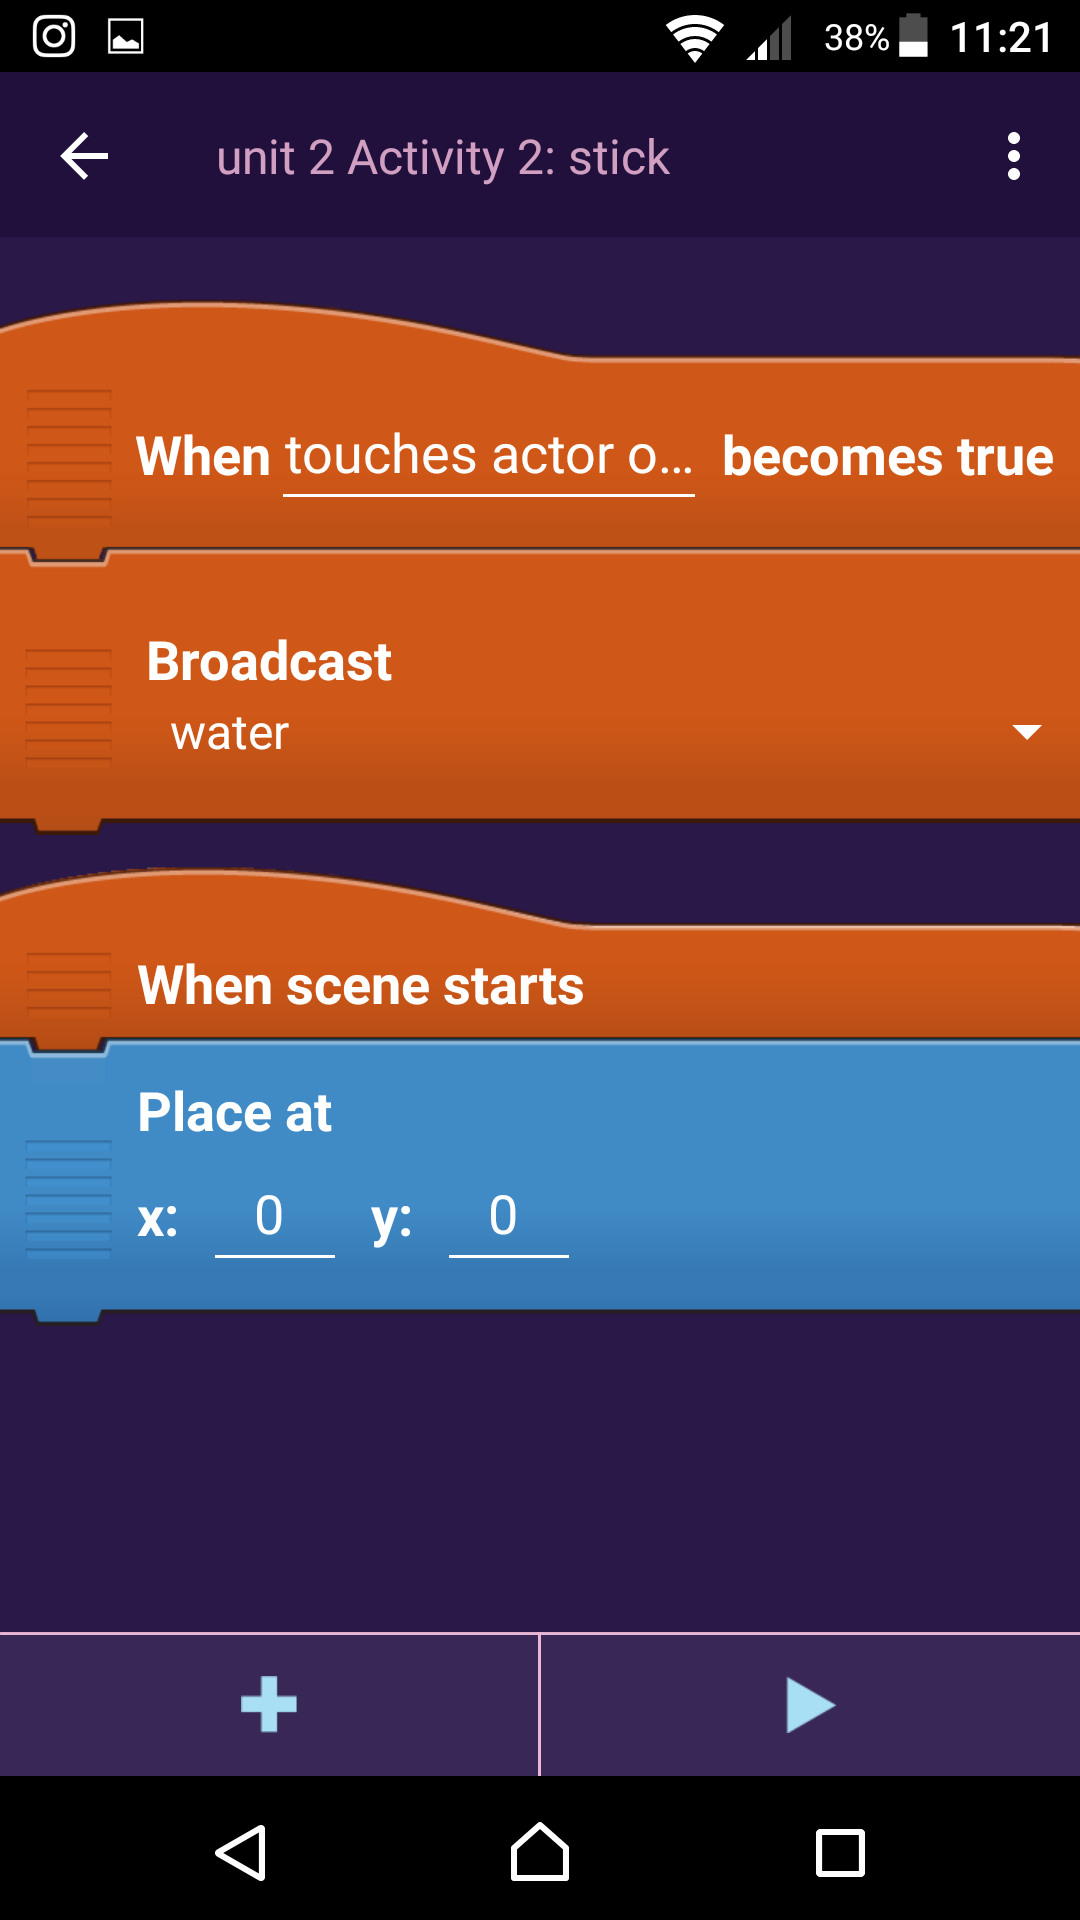 38% 11:21
unit 2 Activity 2: stick
When touches actor o... becomes true
Broadcast
water
When scene starts
Place at
x: 0 y: 0